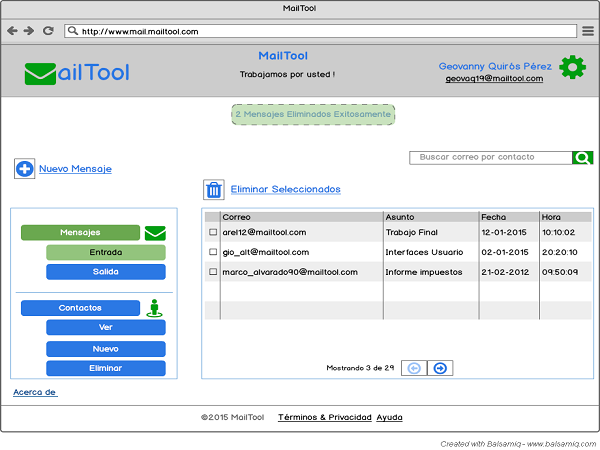 MailTool
http://www.mail.mailtool.com
MailTool
ailTool
Trabajamos por usted !
Geovanny Quirós Pérez
geovaq19@mailtool.com
2 Mensajes Eliminados Exitosamente
Buscar correo por contacto
Nuevo Mensaje
Eliminar Seleccionados
Mensajes
Entrada
Salida
Contactos
Ver
Nuevo
Eliminar
Correo Asunto Fecha Hora
arel12@mailtool.com Trabajo Final 12-01-2015 10:10:02
gio_alt@mailtool.com Interfaces Usuario 02-01-2015 20:20:10
marco_alvarado90@mailtool.com Informe impuestos 21-02-2012 09:50:09
Mostrando 3 de 29
Acerca de
©2015 MailTool Términos & Privacidad Ayuda
Created with Balsamiq - www.balsamiq.com